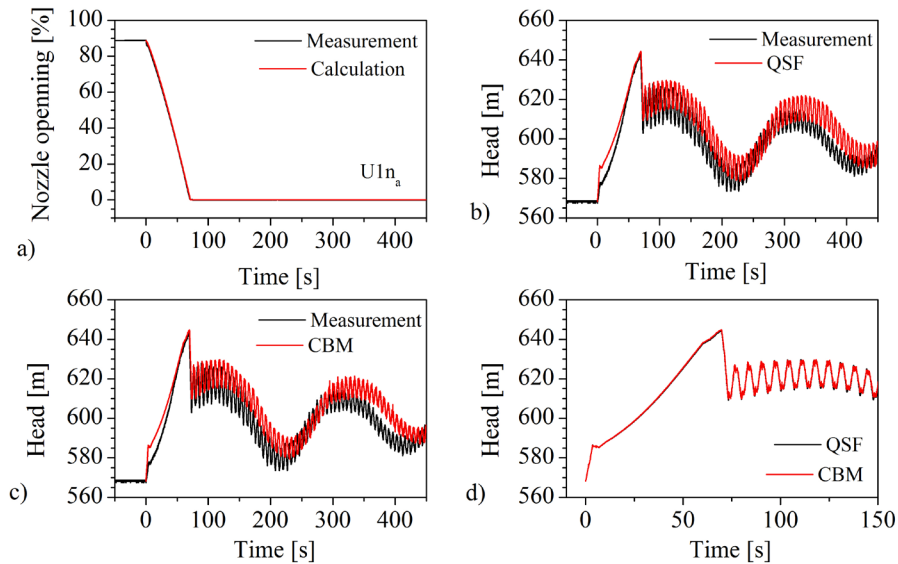 100
80
60
40
20
0
Nozzle openning [%]
Measurement
Calculation
U1nₐ
0 100 200 300 400
Time [s]
a)
660
640
620
600
580
560
Head [m]
Measurement
QSF
0 100 200 300 400
Time [s]
b)
660
640
620
600
580
560
Head [m]
Measurement
CBM
0 100 200 300 400
Time [s]
c)
660
640
620
600
580
560
Head [m]
QSF
CBM
0 50 100 150
Time [s]
d)